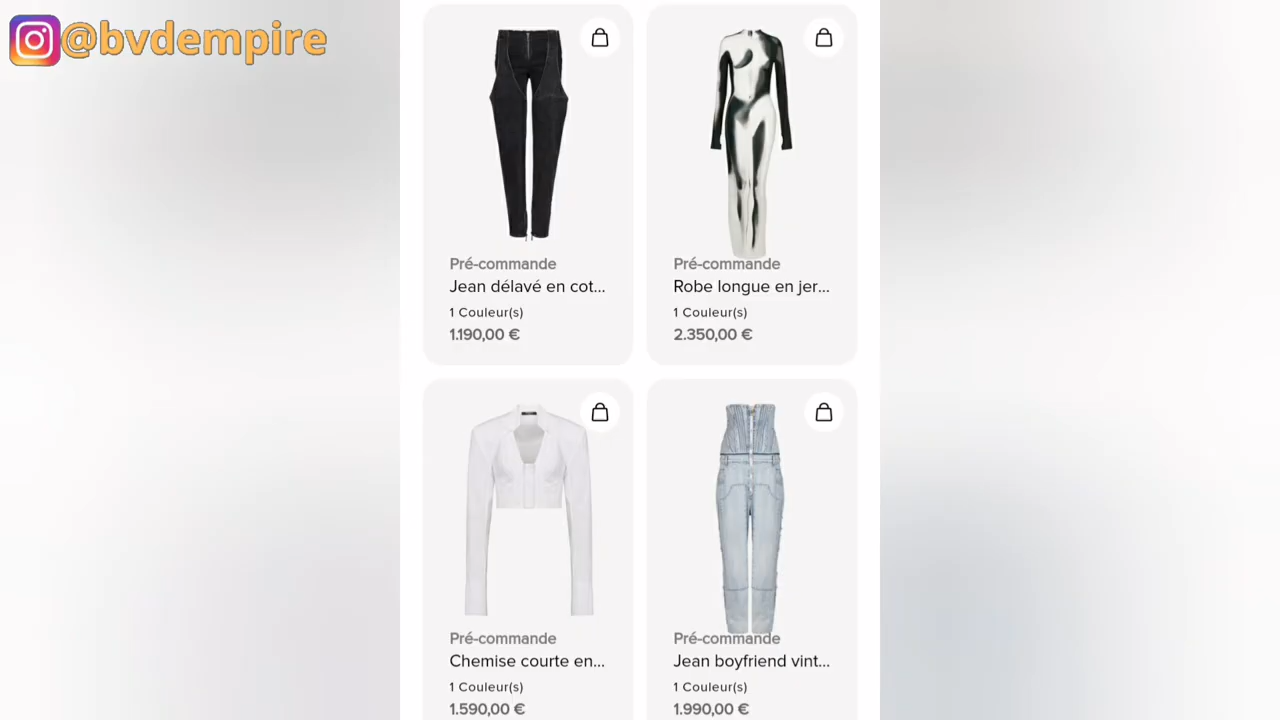 @bvdempire
Pré-commande
Jean délavé en cot...
1 Couleur(s)
1.190,00 €
Pré-commande
Robe longue en jer...
1 Couleur(s)
2.350,00 €
Pré-commande
Chemise courte en...
1 Couleur(s)
1.590,00 €
Pré-commande
Jean boyfriend vint...
1 Couleur(s)
1.990,00 €